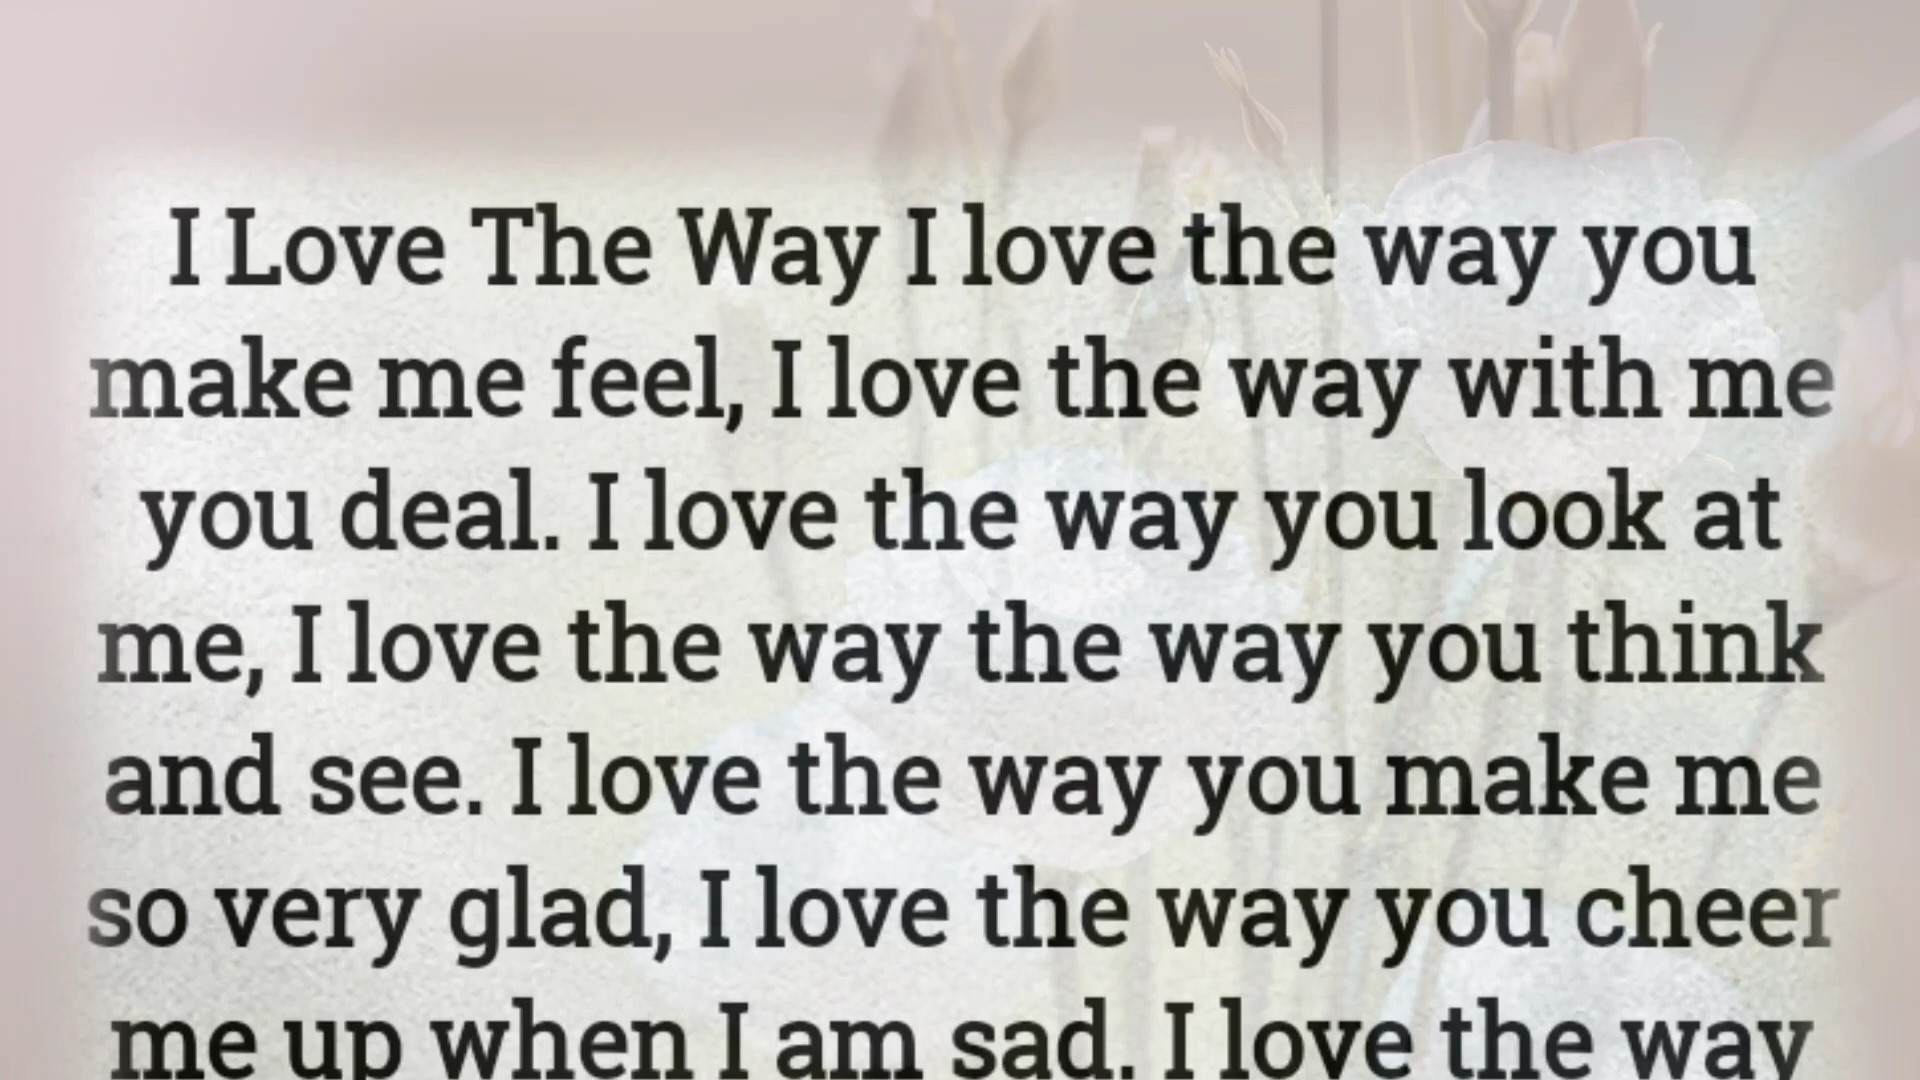 I Love The Way I love the way you
make me feel, I love the way with me
you deal. I love the way you look at
me, I love the way the way you think
and see. I love the way you make me
so very glad, I love the way you cheer
me up when I am sad. I love the way